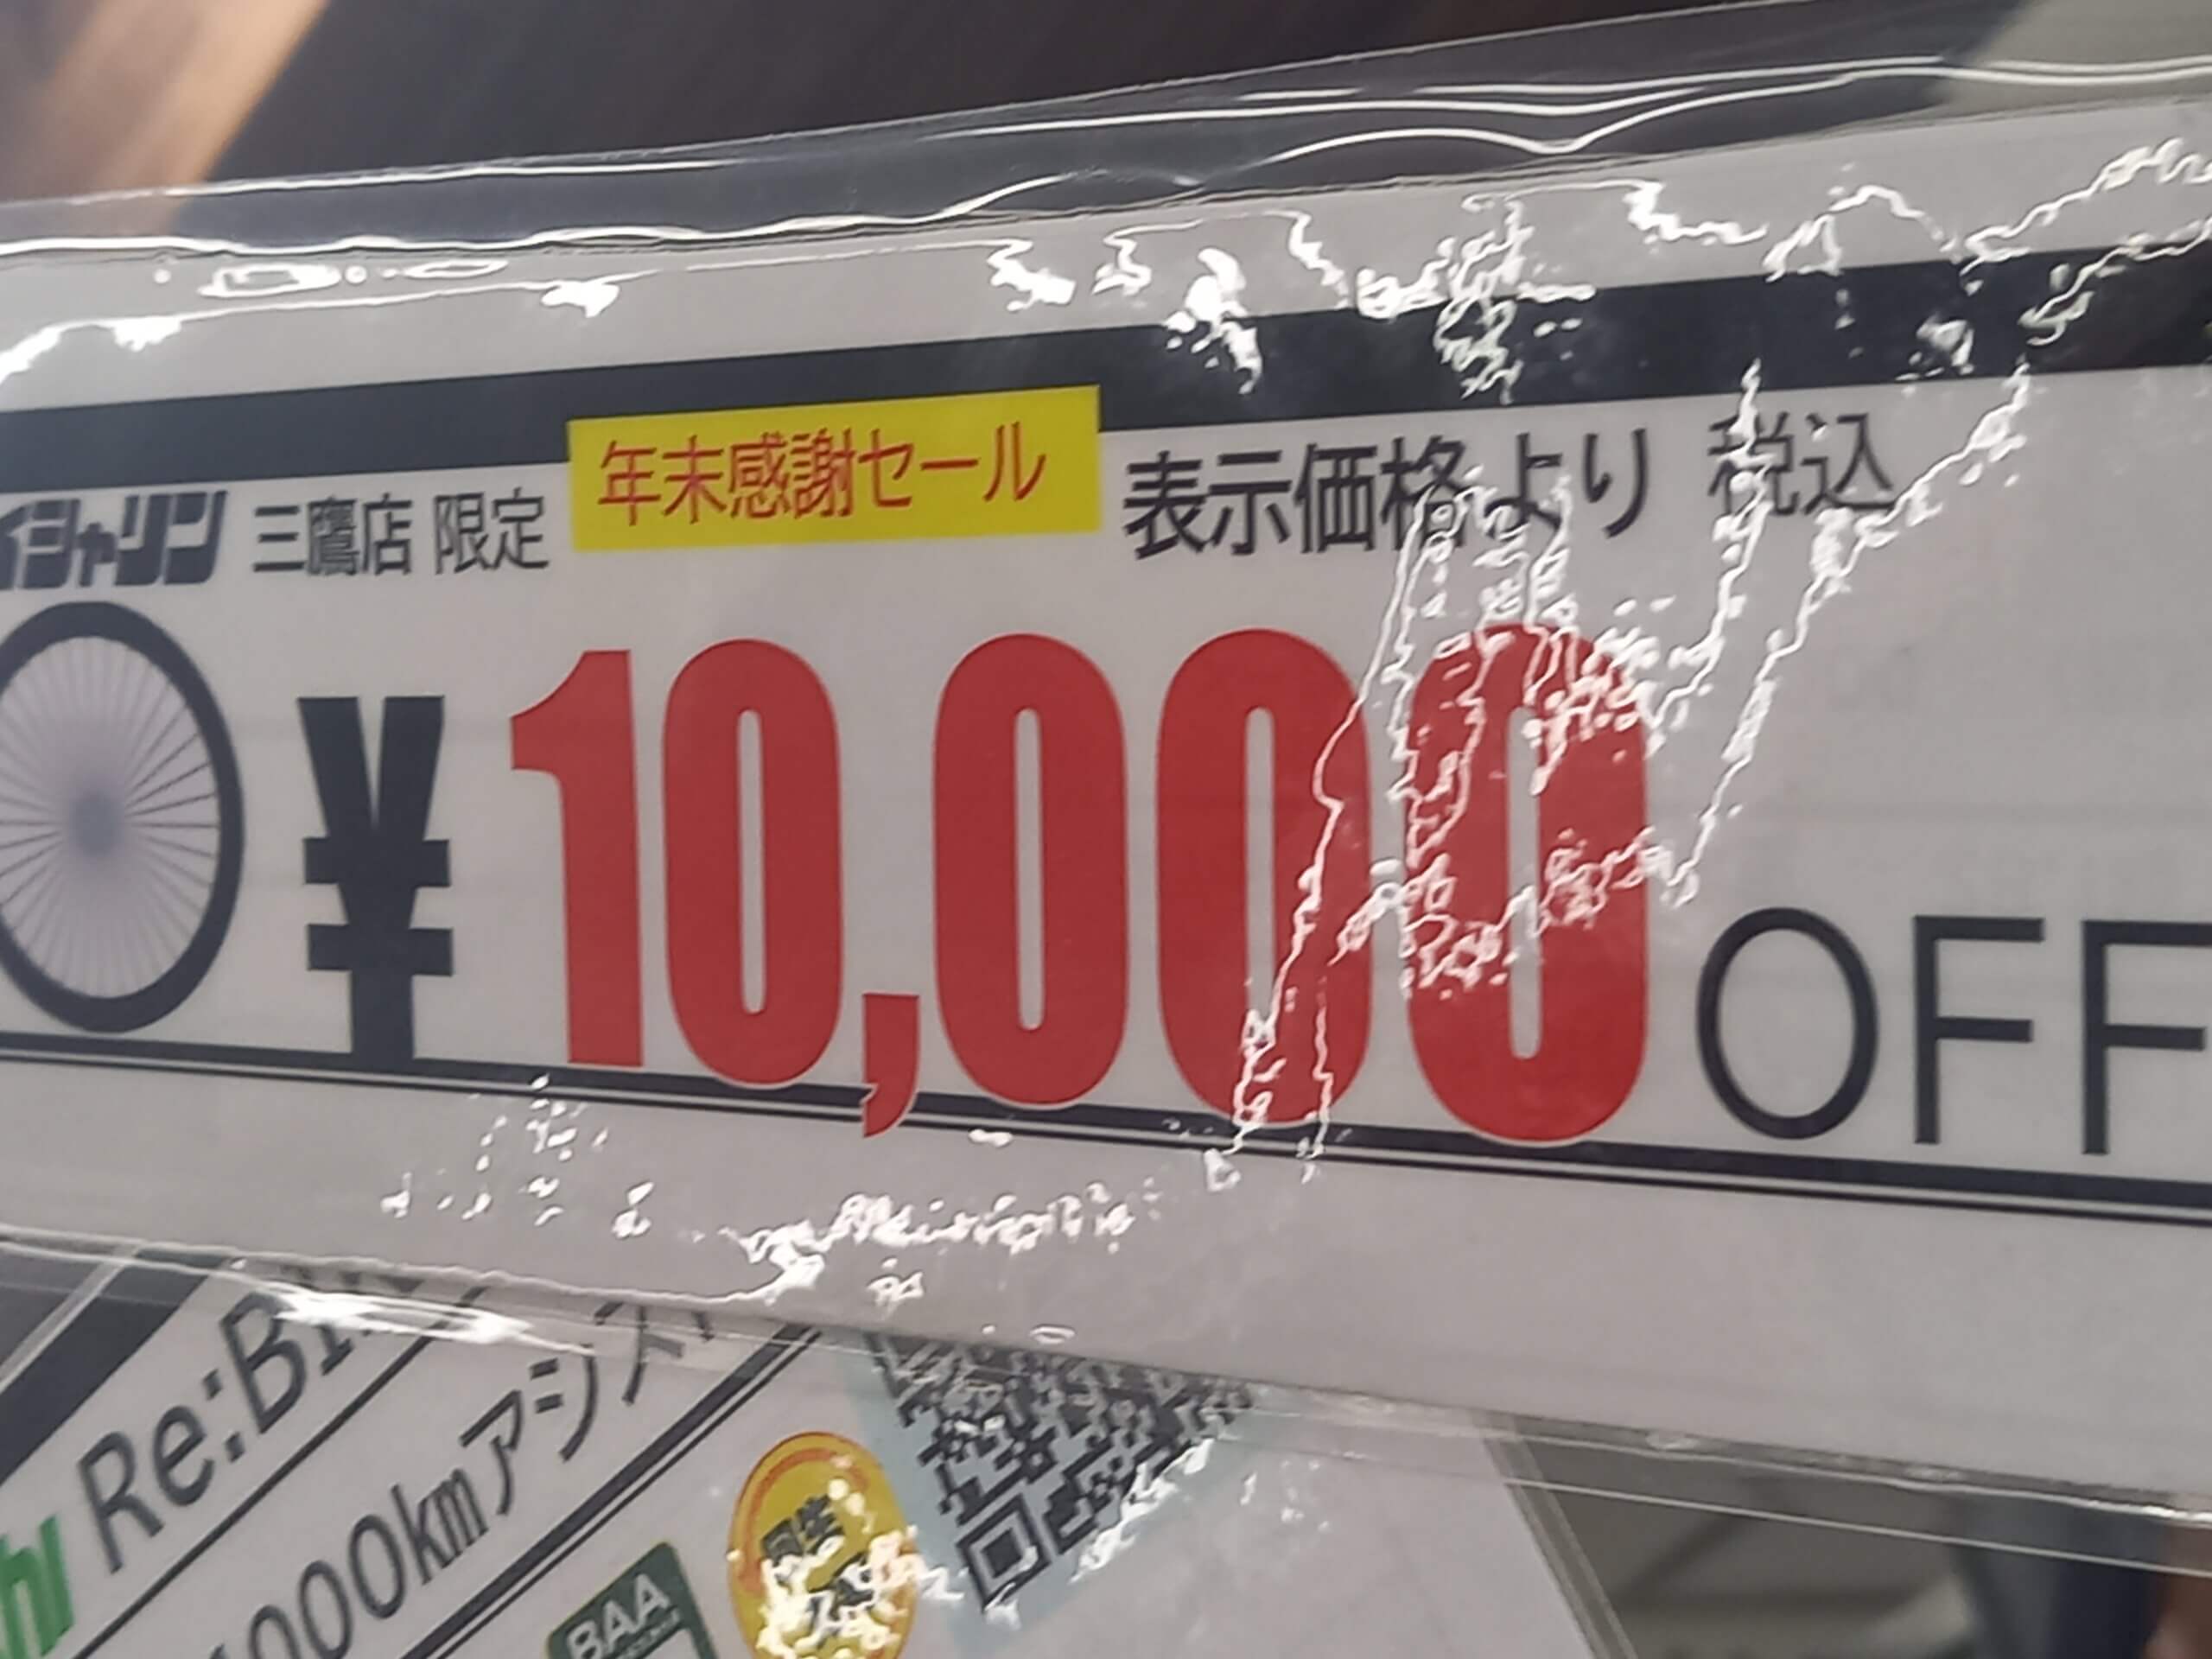 イシャリン 三鷹店 限定 年末感謝セール 表示価格より 税込
¥10,000 OFF
Re:B
1000kmアシス
BAA